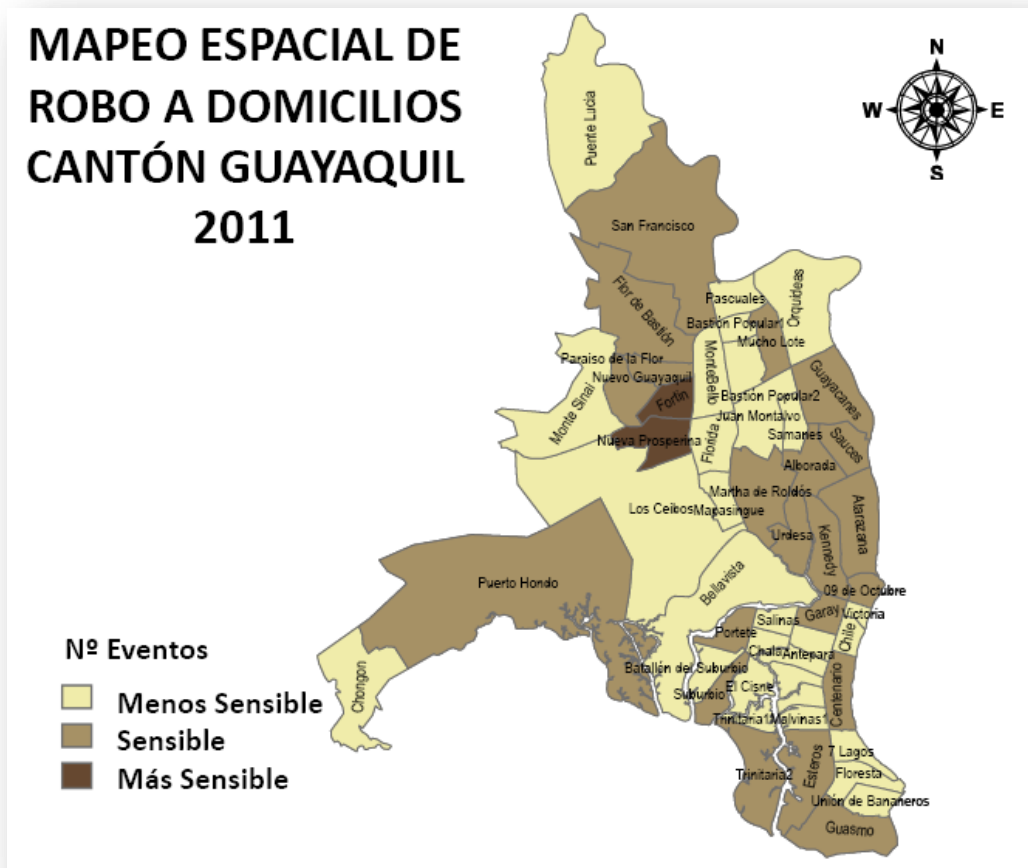 MAPEO ESPACIAL DE
ROBO A DOMICILIOS
CANTÓN GUAYAQUIL
2011
N
W
E
S
Puente Lucia
San Francisco
Flor de Bastión
Pascuales
Orquideas
Bastión Popular1
Mucho Lote
Paraiso de la Flor
Nuevo Guayaquil
MonteBello
Guayacanes
Monte Sinai
Fortin
Bastión Popular2
Juan Montalvo
Nueva Prosperina
Florida
Samanes
Sauces
Alborada
Martha de Roldós
Los Ceibos
Mapasingue
Atarazana
Urdesa
Kennedy
Puerto Hondo
Bellavista
09 de Octubre
Garay
Victoria
Salinas
Portete
Chile
Chala
Antepara
Batallón del Suburbio
Suburbio
El Cisne
Centenario
Chongon
Trinitaria1
Malvinas1
7 Lagos
Trinitaria2
Esteros
Floresta
Unión de Bananeros
Guasmo
Nº Eventos
Menos Sensible
Sensible
Más Sensible